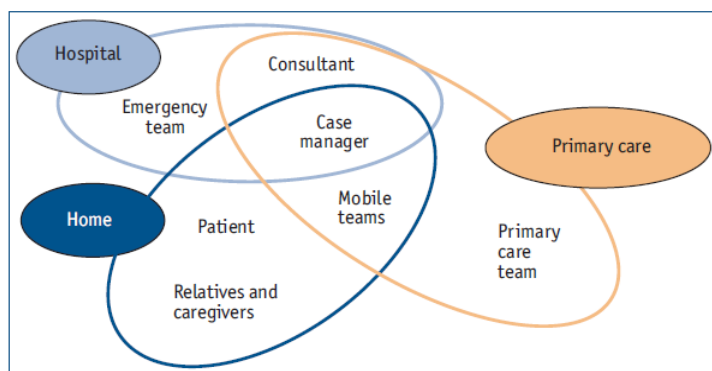 Hospital
Consultant
Emergency
team
Case
manager
Primary care
Home
Patient
Mobile
teams
Primary
care
team
Relatives and
caregivers